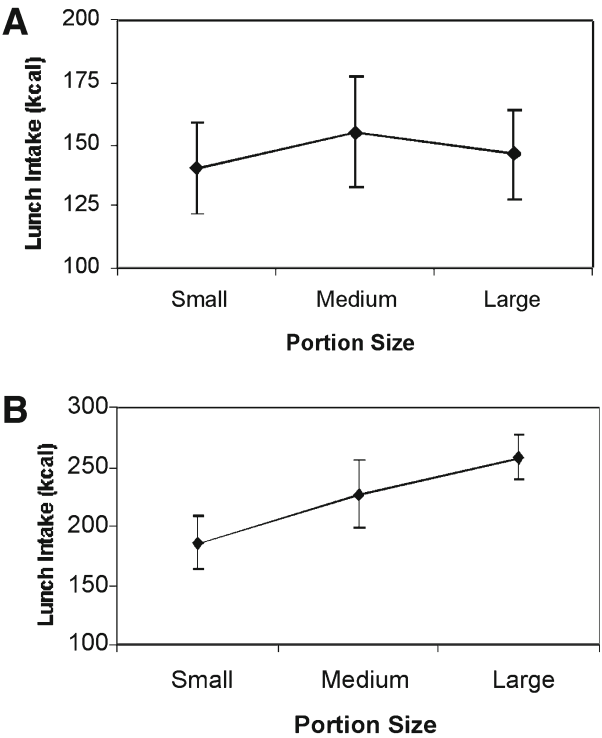 A
200
175
150
125
100
Lunch Intake (kcal)
Small Medium Large
Portion Size
B
300
250
200
150
100
Lunch Intake (kcal)
Small Medium Large
Portion Size